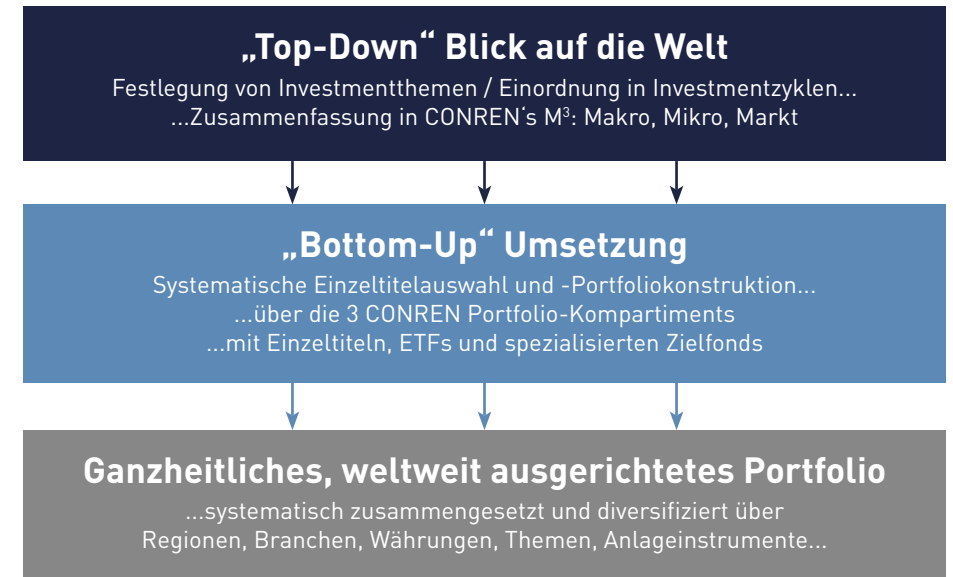 „Top-Down“ Blick auf die Welt
Festlegung von Investmentthemen / Einordnung in Investmentzyklen...
...Zusammenfassung in CONREN‘s M³: Makro, Mikro, Markt
„Bottom-Up“ Umsetzung
Systematische Einzeltitelauswahl und -Portfoliokonstruktion...
...über die 3 CONREN Portfolio-Kompartiments
...mit Einzeltiteln, ETFs und spezialisierten Zielfonds
Ganzheitliches, weltweit ausgerichtetes Portfolio
...systematisch zusammengesetzt und diversifiziert über
Regionen, Branchen, Währungen, Themen, Anlageinstrumente...